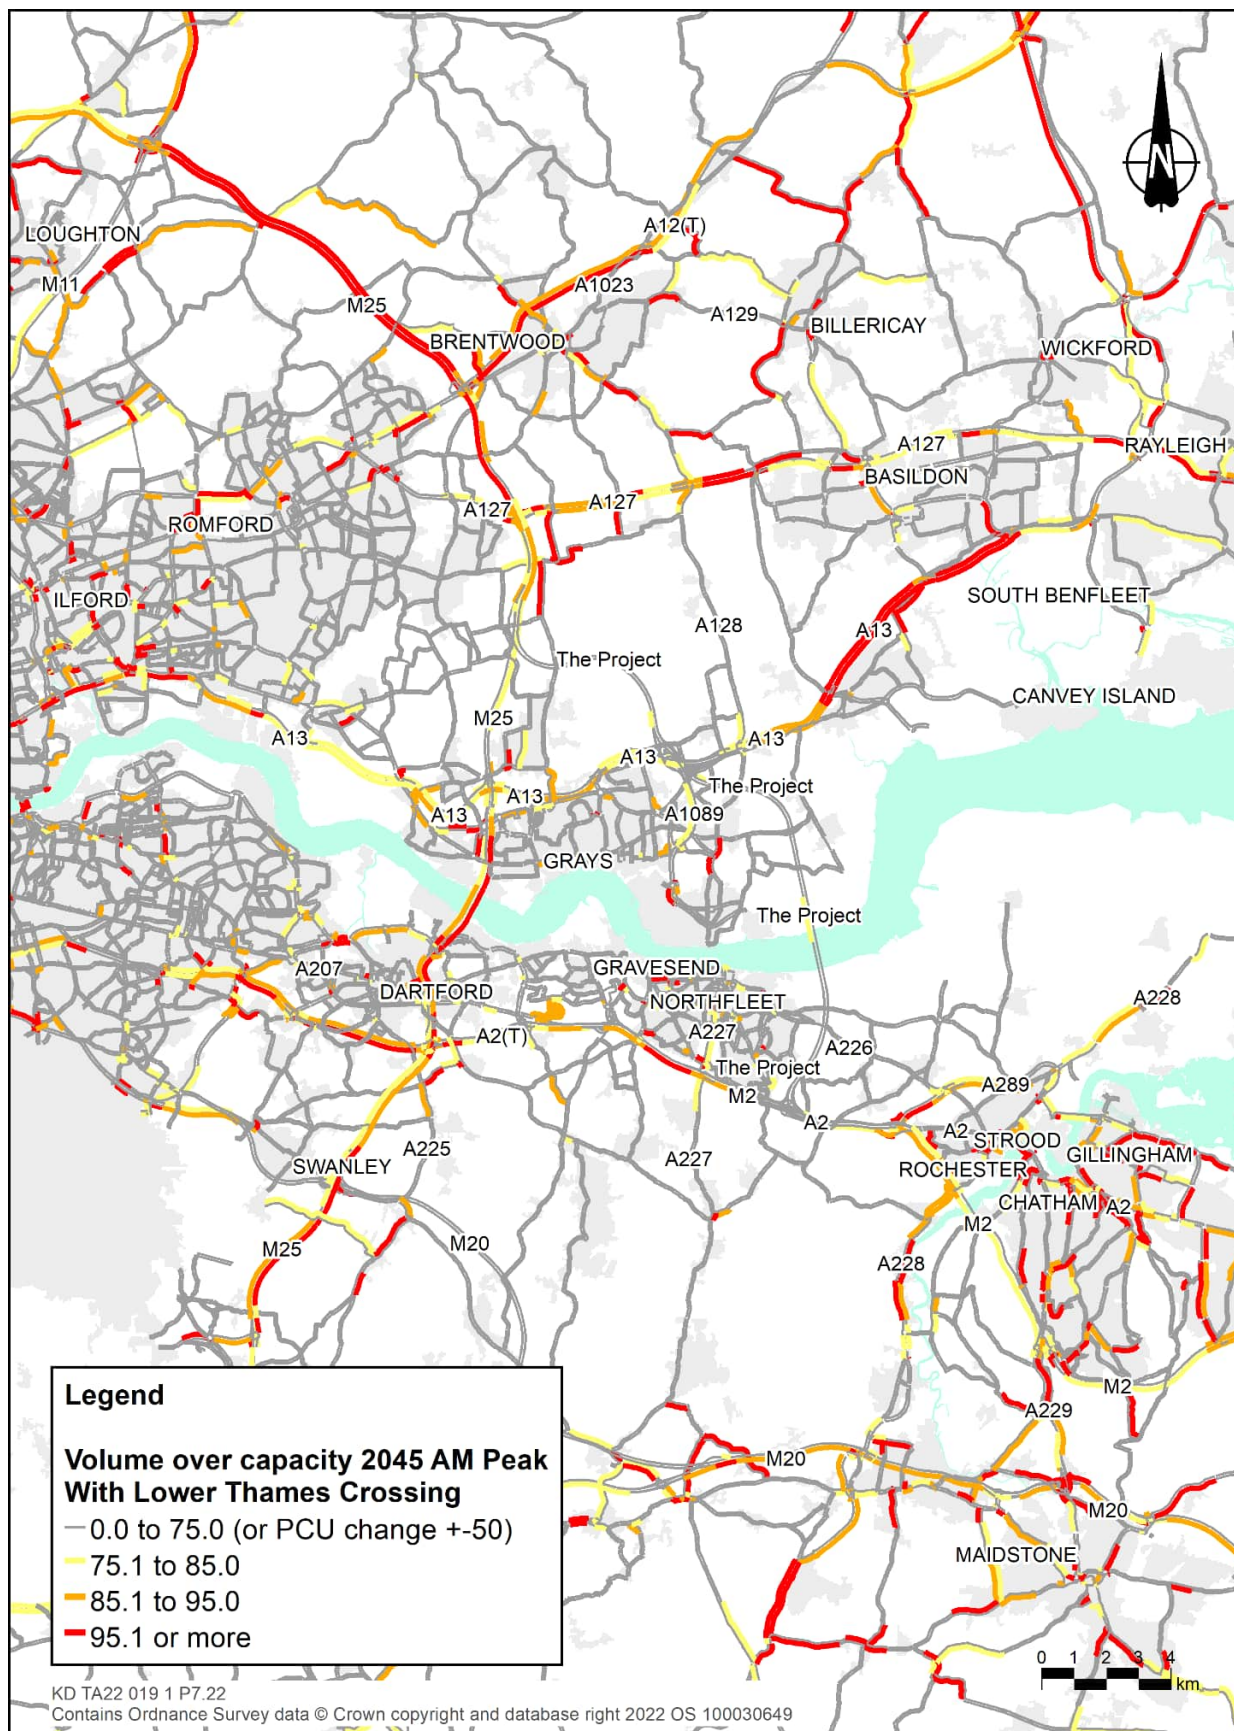 N
LOUGHTON
A12(T)
M11
A1023
M25
A129
BILLERICAY
BRENTWOOD
WICKFORD
A127
RAYLEIGH
BASILDON
A127
A127
ROMFORD
ILFORD
SOUTH BENFLEET
A128
A13
The Project
CANVEY ISLAND
M25
A13
A13
A13
The Project
A13
A13
A1089
GRAYS
The Project
A207
GRAVESEND
DARTFORD
NORTHFLEET
A228
A2(T)
A227
A226
The Project
A289
M2
A2
A2
STROOD
A225
GILLINGHAM
A227
SWANLEY
ROCHESTER
CHATHAM
A2
M2
M25
M20
A228
M2
A229
M20
M20
MAIDSTONE
Legend
Volume over capacity 2045 AM Peak
With Lower Thames Crossing
0.0 to 75.0 (or PCU change +-50)
75.1 to 85.0
85.1 to 95.0
95.1 or more
0 1 2 3 4
km
KD TA22 019 1 P7.22
Contains Ordnance Survey data © Crown copyright and database right 2022 OS 100030649